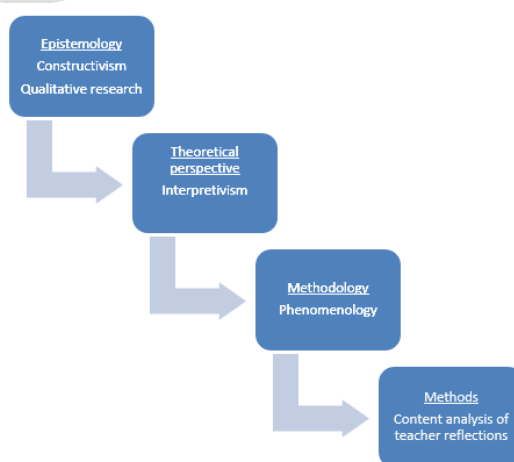 Epistemology
Constructivism
Qualitative research
Theoretical
perspective
Interpretivism
Methodology
Phenomenology
Methods
Content analysis of
teacher reflections